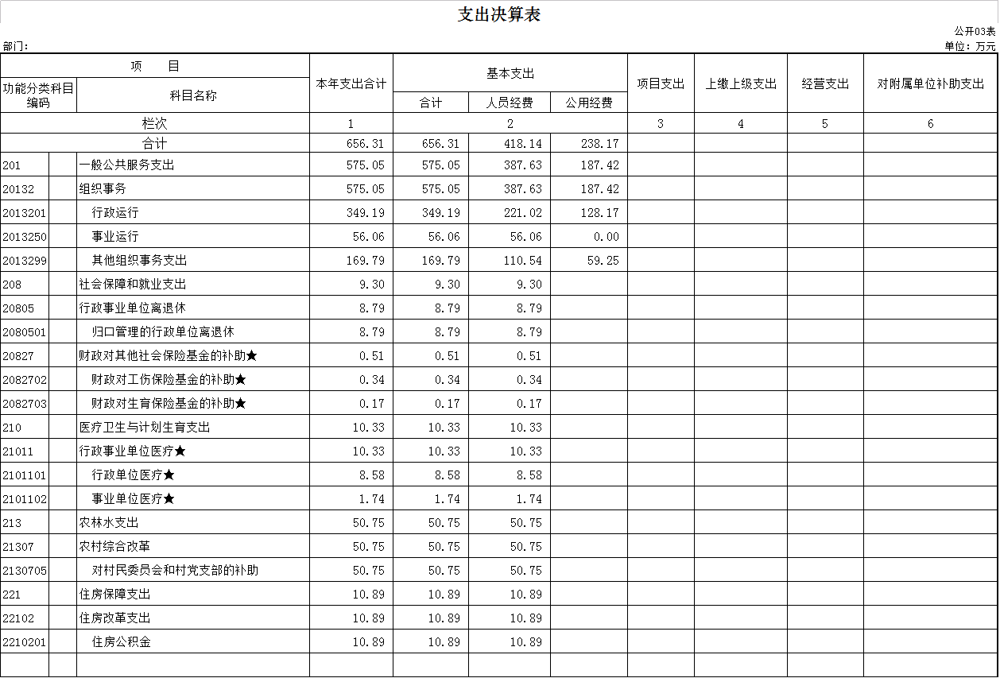 支出决算表
公开03表
部门： 单位：万元
项 目 本年支出合计 基本支出 项目支出 上缴上级支出 经营支出 对附属单位补助支出
功能分类科目编码 科目名称 合计 人员经费 公用经费
栏次 1 2 3 4 5 6
合计 656.31 656.31 418.14 238.17
201 一般公共服务支出 575.05 575.05 387.63 187.42
20132 组织事务 575.05 575.05 387.63 187.42
2013201 行政运行 349.19 349.19 221.02 128.17
2013250 事业运行 56.06 56.06 56.06 0.00
2013299 其他组织事务支出 169.79 169.79 110.54 59.25
208 社会保障和就业支出 9.30 9.30 9.30
20805 行政事业单位离退休 8.79 8.79 8.79
2080501 归口管理的行政单位离退休 8.79 8.79 8.79
20827 财政对其他社会保险基金的补助★ 0.51 0.51 0.51
2082702 财政对工伤保险基金的补助★ 0.34 0.34 0.34
2082703 财政对生育保险基金的补助★ 0.17 0.17 0.17
210 医疗卫生与计划生育支出 10.33 10.33 10.33
21011 行政事业单位医疗★ 10.33 10.33 10.33
2101101 行政单位医疗★ 8.58 8.58 8.58
2101102 事业单位医疗★ 1.74 1.74 1.74
213 农林水支出 50.75 50.75 50.75
21307 农村综合改革 50.75 50.75 50.75
2130705 对村民委员会和村党支部的补助 50.75 50.75 50.75
221 住房保障支出 10.89 10.89 10.89
22102 住房改革支出 10.89 10.89 10.89
2210201 住房公积金 10.89 10.89 10.89